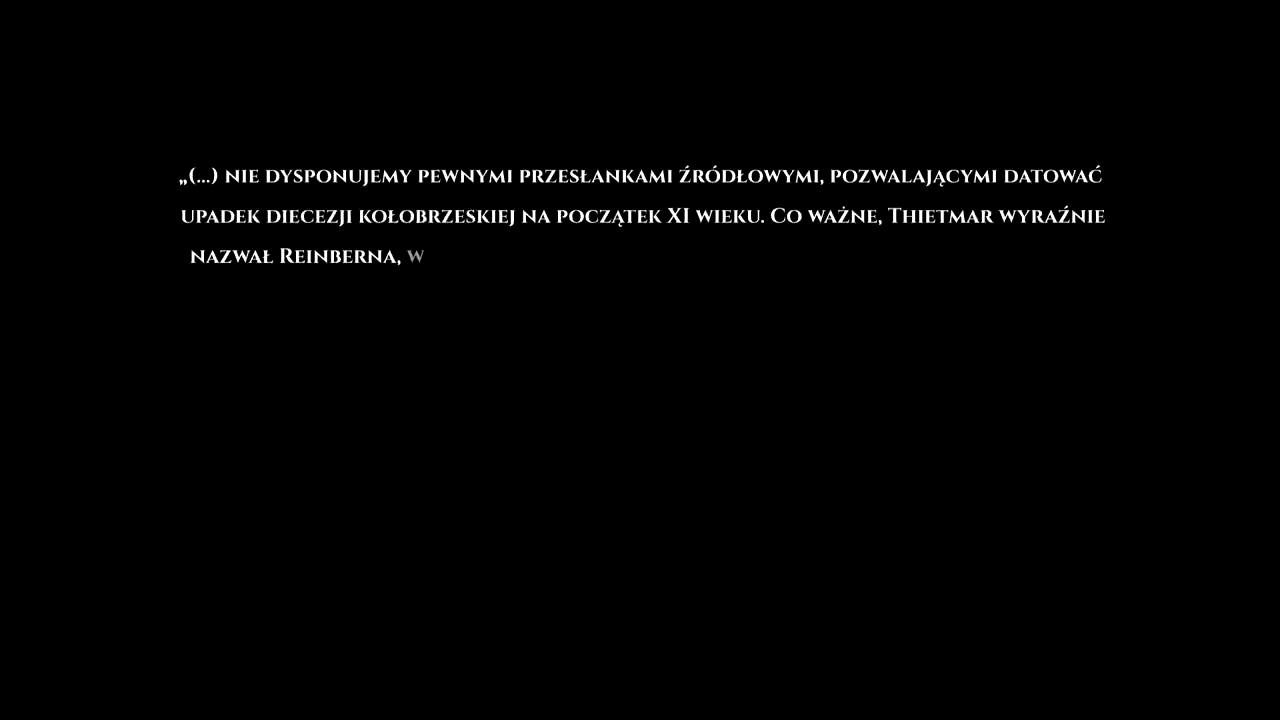 „(...) nie dysponujemy pewnymi przesłankami źródłowymi, pozwalającymi datować
upadek diecezji kołobrzeskiej na początek XI wieku. Co ważne, Thietmar wyraźnie
nazwał Reinberna, w